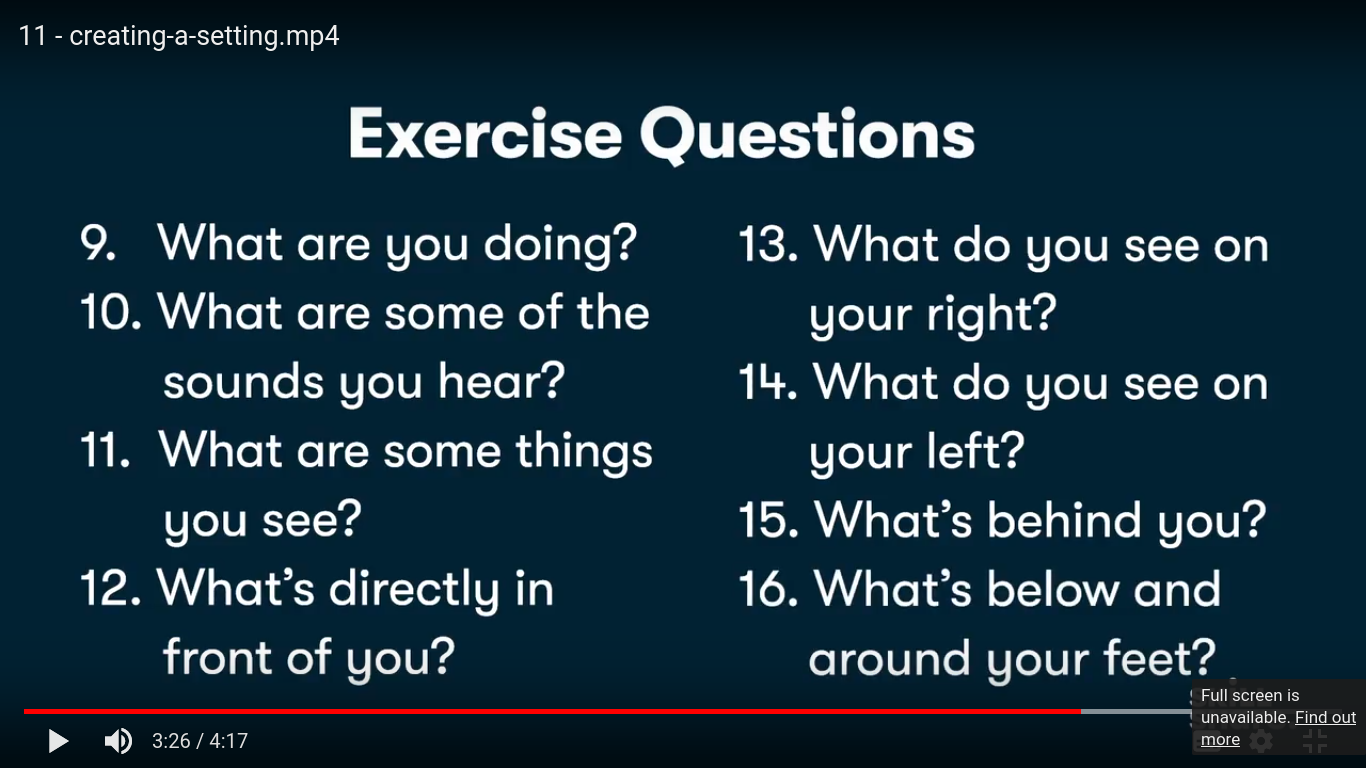 11 - creating-a-setting.mp4
Exercise Questions
9. What are you doing?
10. What are some of the
sounds you hear?
11. What are some things
you see?
12. What's directly in
front of you?
13. What do you see on
your right?
14. What do you see on
your left?
15. What's behind you?
16. What's below and
around your feet?
Full screen is
unavailable. Find out
more
3:26 / 4:17